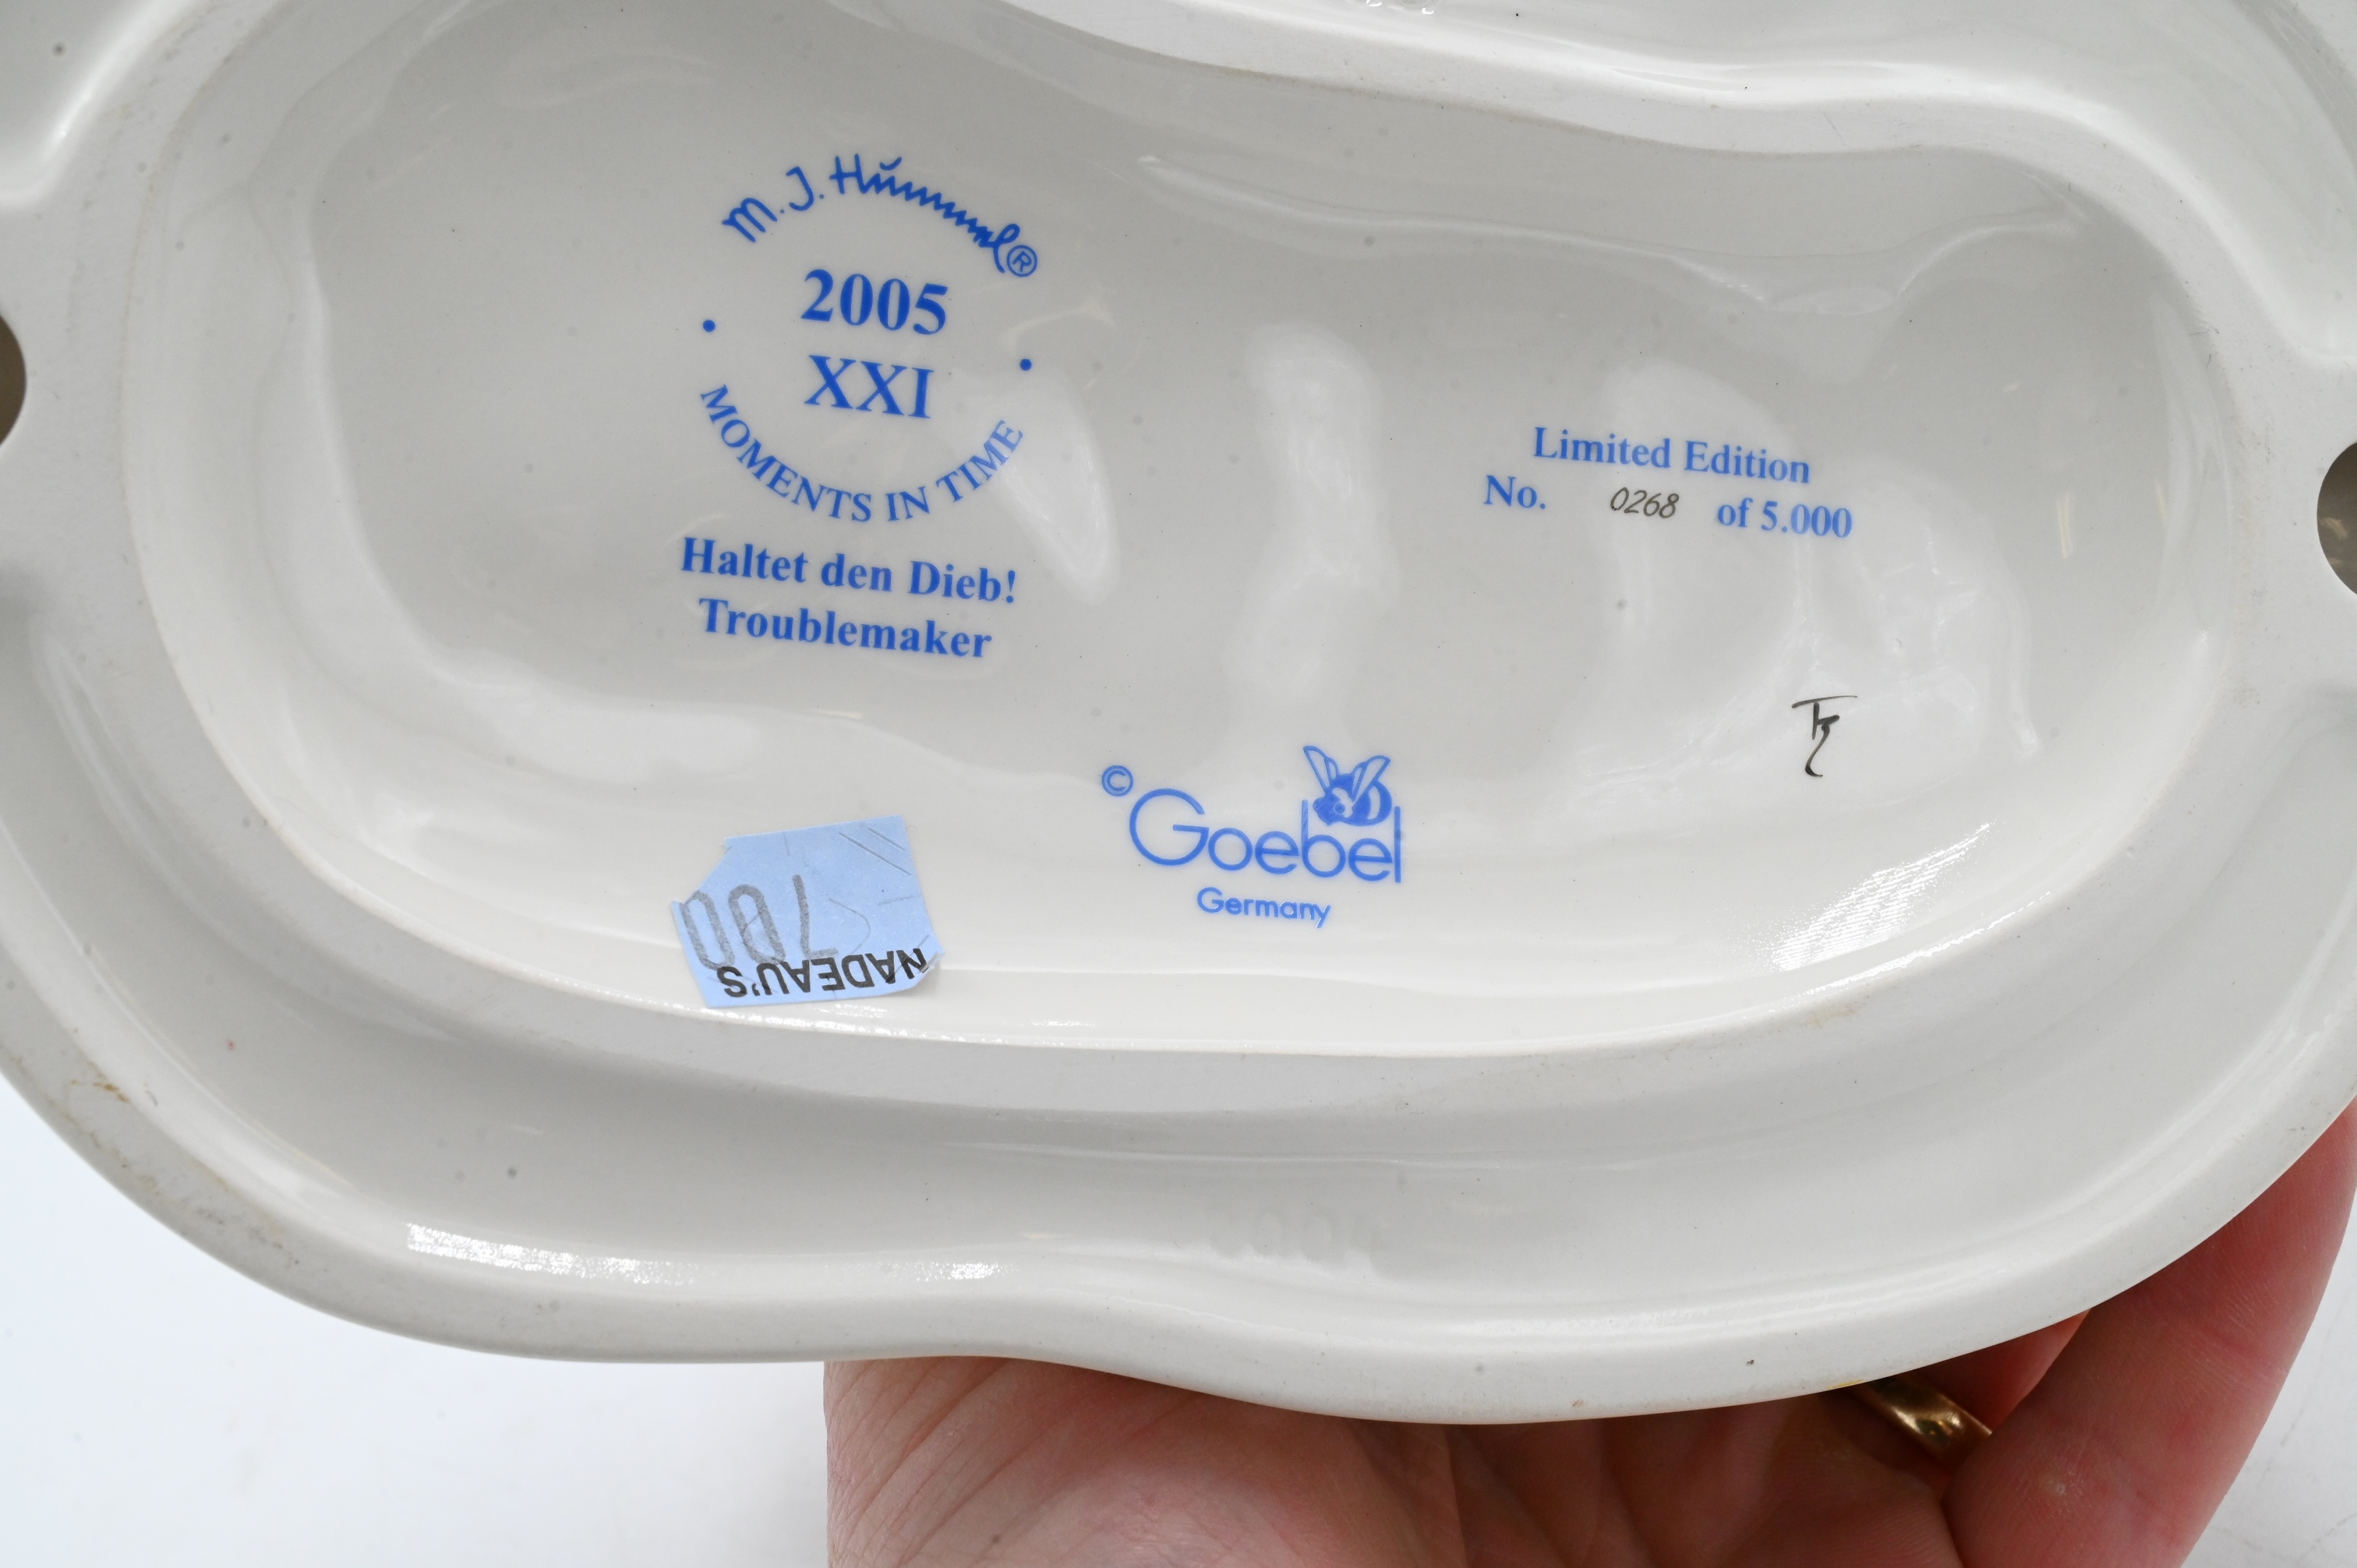 M.J. Hummel®
2005
XXI
• MOMENTS IN TIME •
Haltet den Dieb!
Troublemaker
Limited Edition
No. 0268 of 5.000
© Goebel
Germany
NADEAU'S
700